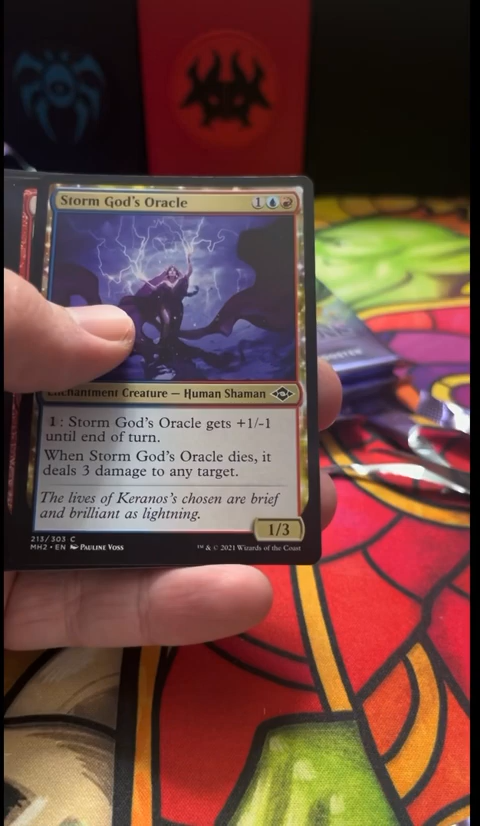 Storm God's Oracle 1
Enchantment Creature — Human Shaman
1: Storm God's Oracle gets +1/-1
until end of turn.
When Storm God's Oracle dies, it
deals 3 damage to any target.
The lives of Keranos's chosen are brief
and brilliant as lightning.
1/3
213/303 C
MH2 • EN Pauline Voss ™ & © 2021 Wizards of the Coast